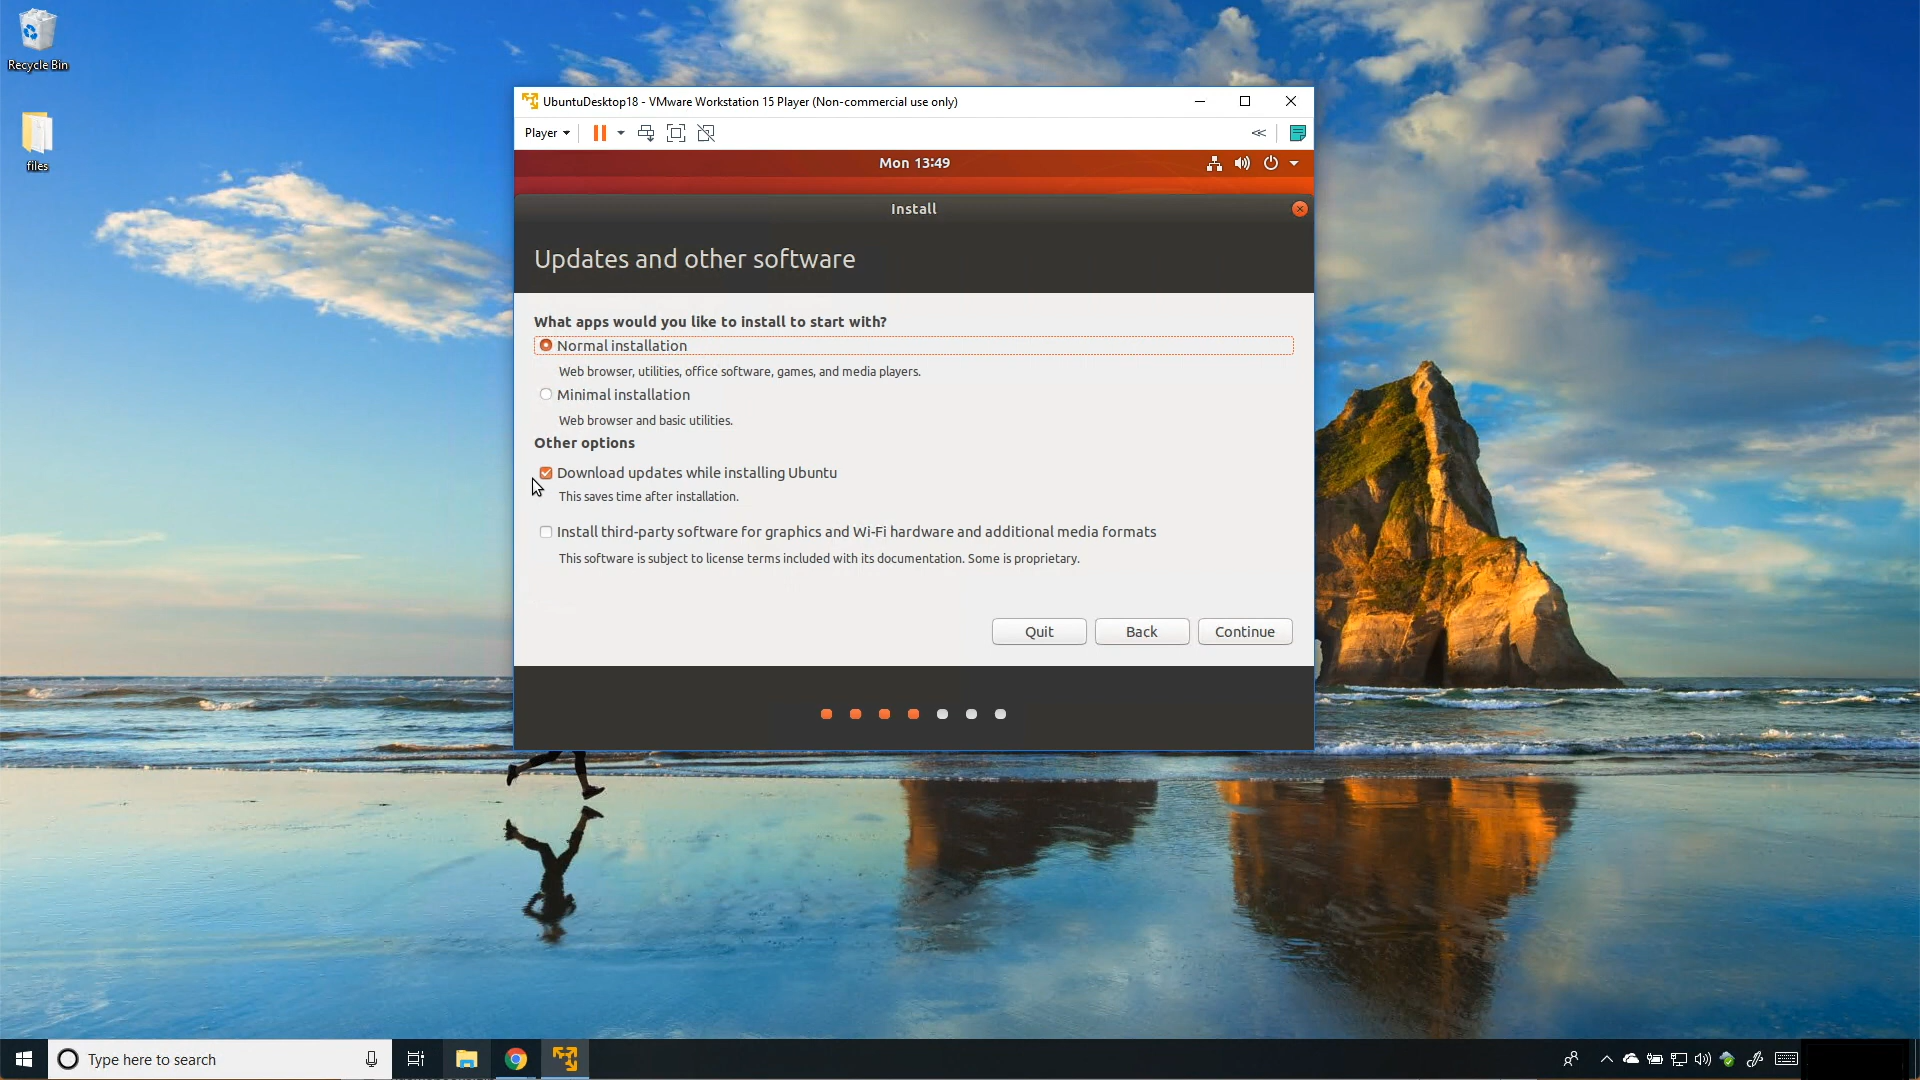 Recycle Bin
files
UbuntuDesktop18 - VMware Workstation 15 Player (Non-commercial use only)
Player
Mon 13:49
Install
Updates and other software
What apps would you like to install to start with?
Normal installation
Web browser, utilities, office software, games, and media players.
Minimal installation
Web browser and basic utilities.
Other options
Download updates while installing Ubuntu
This saves time after installation.
Install third-party software for graphics and Wi-Fi hardware and additional media formats
This software is subject to license terms included with its documentation. Some is proprietary.
Quit Back Continue
Type here to search